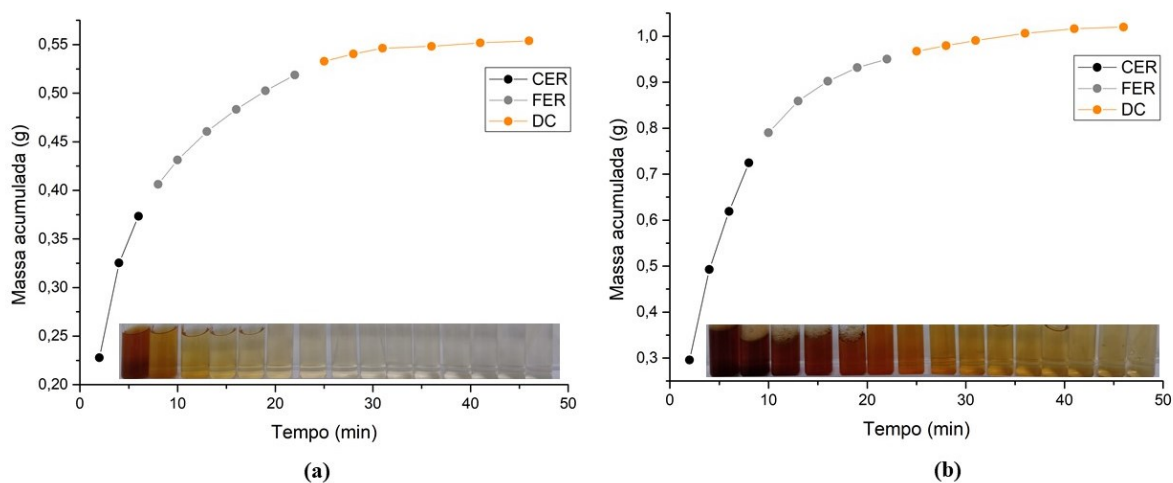 Massa acumulada (g)
0,55
0,50
0,45
0,40
0,35
0,30
0,25
0,20
CER
FER
DC
0 10 20 30 40 50
Tempo (min)
(a)
Massa acumulada (g)
1,0
0,9
0,8
0,7
0,6
0,5
0,4
0,3
CER
FER
DC
0 10 20 30 40 50
Tempo (min)
(b)